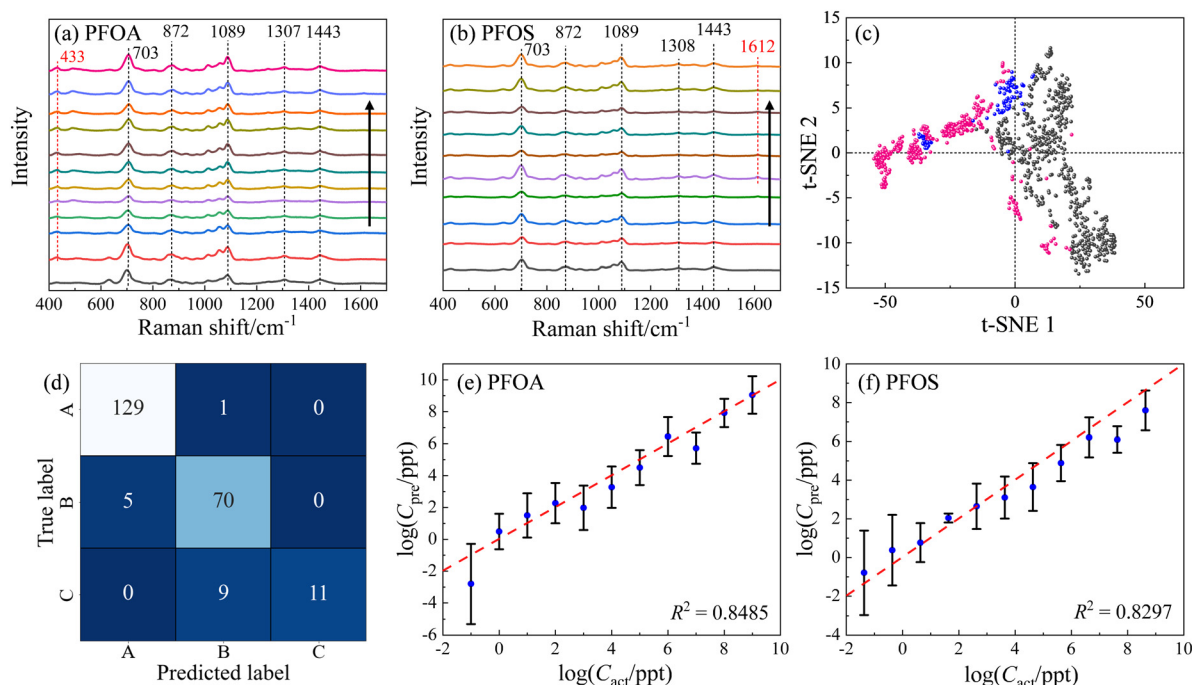 (a) PFOA
433
703
872
1089
1307
1443
Intensity
400 600 800 1000 1200 1400 1600
Raman shift/cm⁻¹
(b) PFOS
703
872
1089
1308
1443
1612
Intensity
400 600 800 1000 1200 1400 1600
Raman shift/cm⁻¹
(c)
15
10
5
0
-5
-10
-15
t-SNE 2
-50 0 50
t-SNE 1
(d)
True label
A 129 1 0
B 5 70 0
C 0 9 11
A B C
Predicted label
(e) PFOA
10
8
6
4
2
0
-2
-4
-6
log(Cpre/ppt)
R² = 0.8485
-2 0 2 4 6 8 10
log(Cact/ppt)
(f) PFOS
10
8
6
4
2
0
-2
-4
log(Cpre/ppt)
R² = 0.8297
-2 0 2 4 6 8 10
log(Cact/ppt)